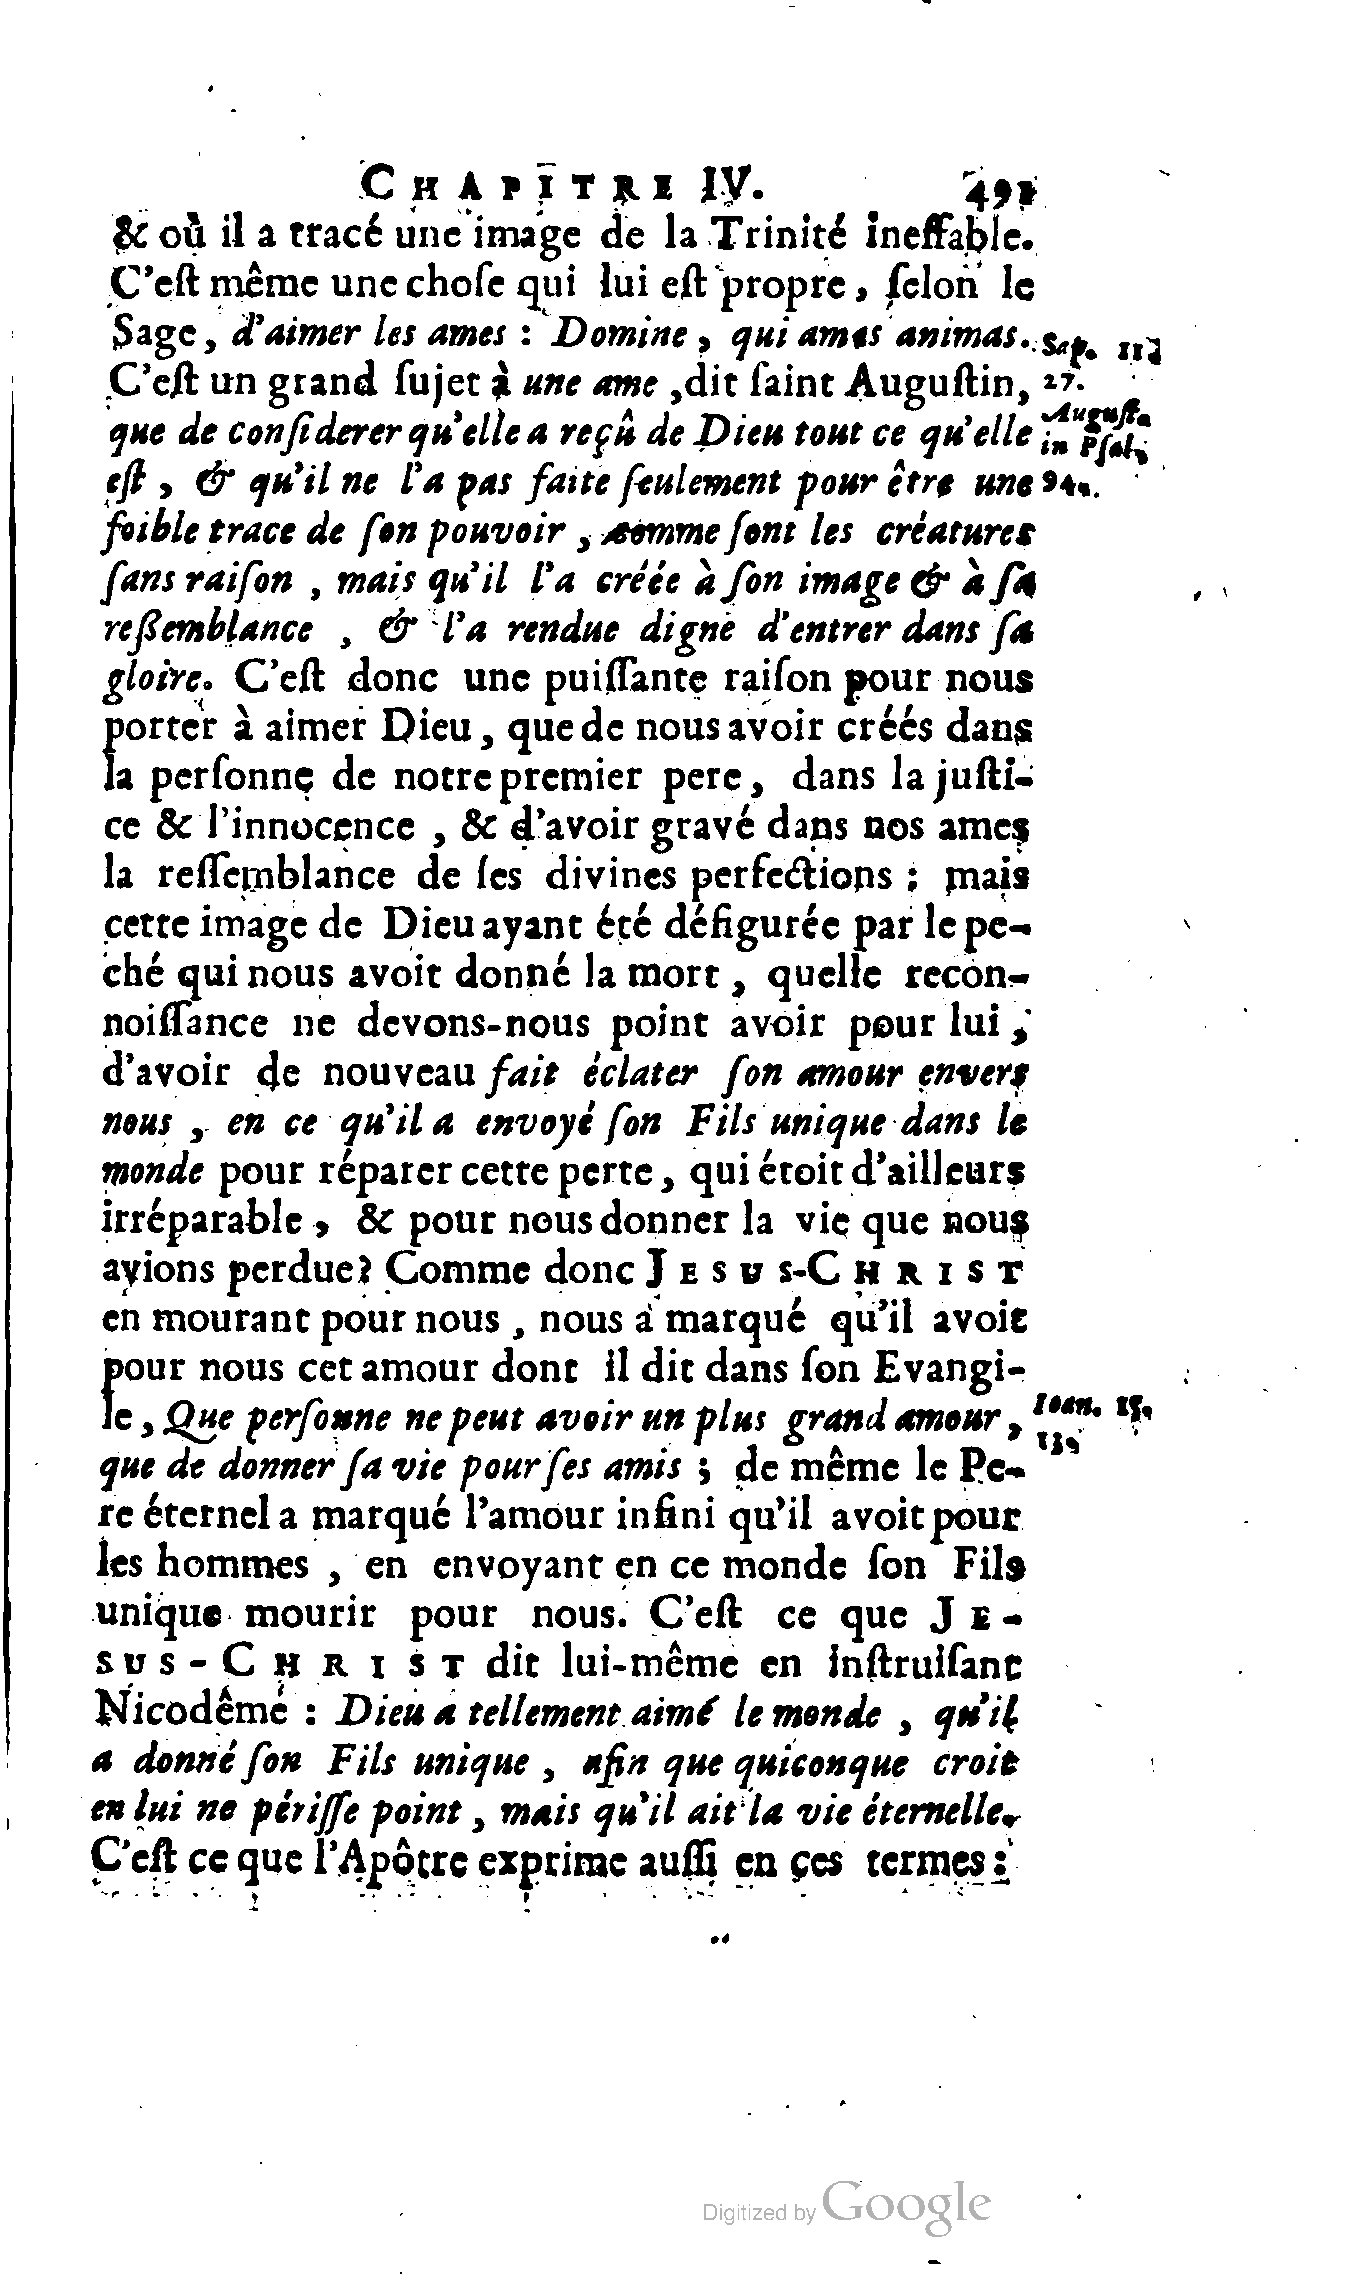 CHAPITRE IV. 491
& où il a tracé une image de la Trinité ineffable.
C'eſt même une choſe qui lui eſt propre, ſelon le
Sage, d'aimer les ames : Domine, qui amas animas.
Sap. 11.
27.
C'eſt un grand ſujet à une ame, dit ſaint Auguſtin,
Auguſt.
in Pſal.
94.
que de conſiderer qu'elle a reçû de Dieu tout ce qu'elle
eſt, & qu'il ne l'a pas faite ſeulement pour être une
foible trace de ſon pouvoir, comme ſont les créatures
ſans raiſon, mais qu'il l'a créée à ſon image & à ſa
reßemblance, & l'a rendue digne d'entrer dans ſa
gloire. C'eſt donc une puiſſante raiſon pour nous
porter à aimer Dieu, que de nous avoir créés dans
la perſonne de notre premier pere, dans la juſti-
ce & l'innocence, & d'avoir gravé dans nos ames
la reſſemblance de ſes divines perfections ; mais
cette image de Dieu ayant été défigurée par le pe-
ché qui nous avoit donné la mort, quelle recon-
noiſſance ne devons-nous point avoir pour lui,
d'avoir de nouveau fait éclater ſon amour envers
nous, en ce qu'il a envoyé ſon Fils unique dans le
monde pour réparer cette perte, qui étoit d'ailleurs
irréparable, & pour nous donner la vie que nous
avions perdue? Comme donc JESUS-CHRIST
en mourant pour nous, nous a marqué qu'il avoit
pour nous cet amour dont il dit dans ſon Evangi-
le, Que perſonne ne peut avoir un plus grand amour,
Ioan. 15.
13.
que de donner ſa vie pour ſes amis ; de même le Pe-
re éternel a marqué l'amour infini qu'il avoit pour
les hommes, en envoyant en ce monde ſon Fils
unique mourir pour nous. C'eſt ce que JE-
SUS-CHRIST dit lui-même en inſtruiſant
Nicodême : Dieu a tellement aimé le monde, qu'il
a donné ſon Fils unique, afin que quiconque croit
en lui ne périſſe point, mais qu'il ait la vie éternelle.
C'eſt ce que l'Apôtre exprime auſſi en ces termes :
Digitized by Google